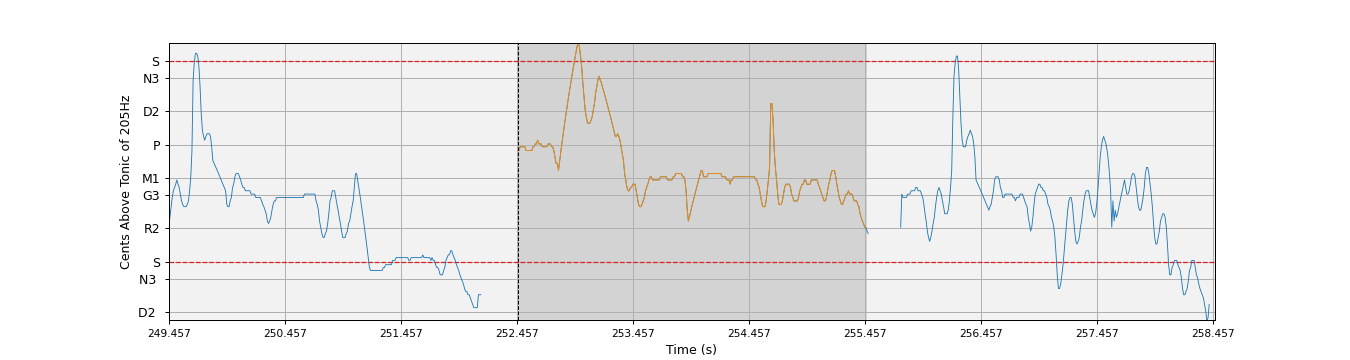 Cents Above Tonic of 205Hz
S
N3
D2
P
M1
G3
R2
S
N3
D2
249.457 250.457 251.457 252.457 253.457 254.457 255.457 256.457 257.457 258.457
Time (s)